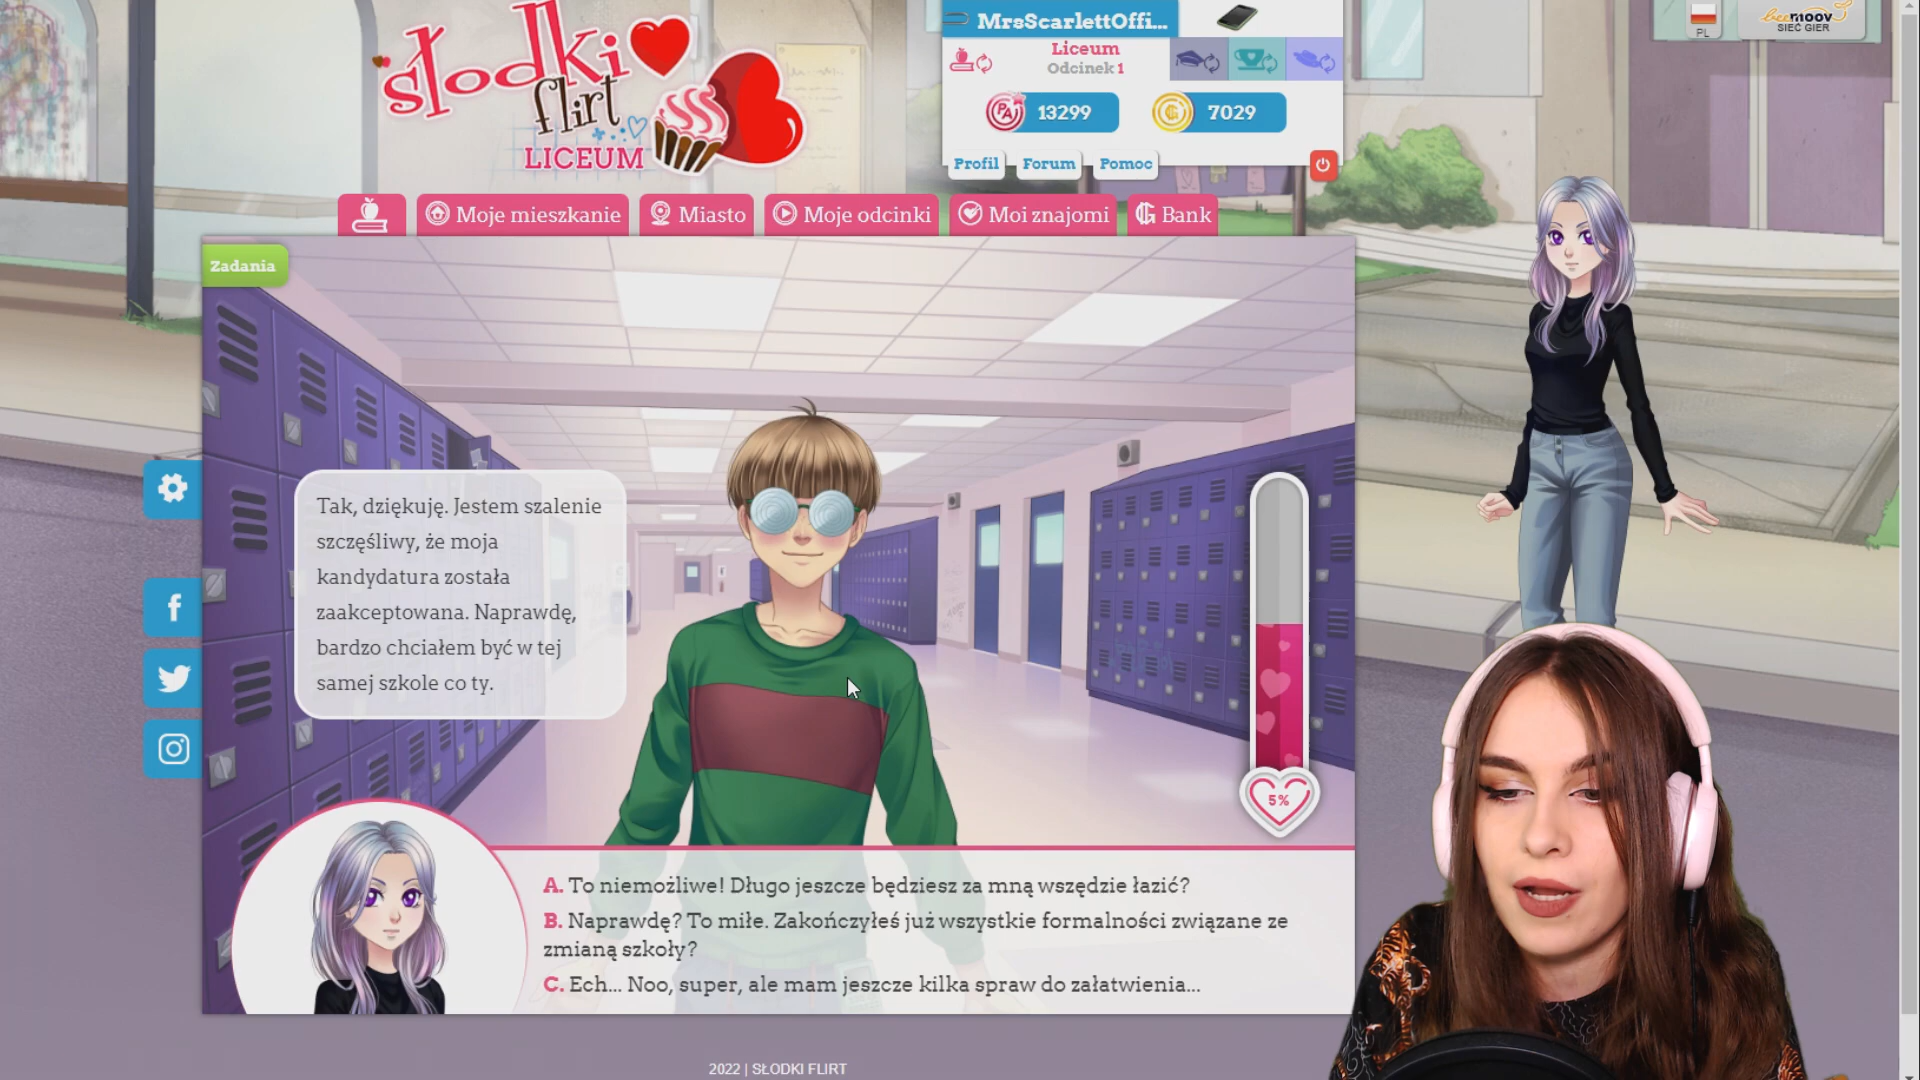 słodki
flirt
LICEUM
MrsScarlettOffi...
Liceum
Odcinek 1
PA
13299
7029
Profil
Forum
Pomoc
PL
beemoov
SIEĆ GIER
Moje mieszkanie
Miasto
Moje odcinki
Moi znajomi
Bank
Zadania
Tak, dziękuję. Jestem szalenie
szczęśliwy, że moja
kandydatura została
zaakceptowana. Naprawdę,
bardzo chciałem być w tej
samej szkole co ty.
5%
A. To niemożliwe! Długo jeszcze będziesz za mną wszędzie łazić?
B. Naprawdę? To miłe. Zakończyłeś już wszystkie formalności związane ze
zmianą szkoły?
C. Ech... Noo, super, ale mam jeszcze kilka spraw do załatwienia...
2022 | SŁODKI FLIRT